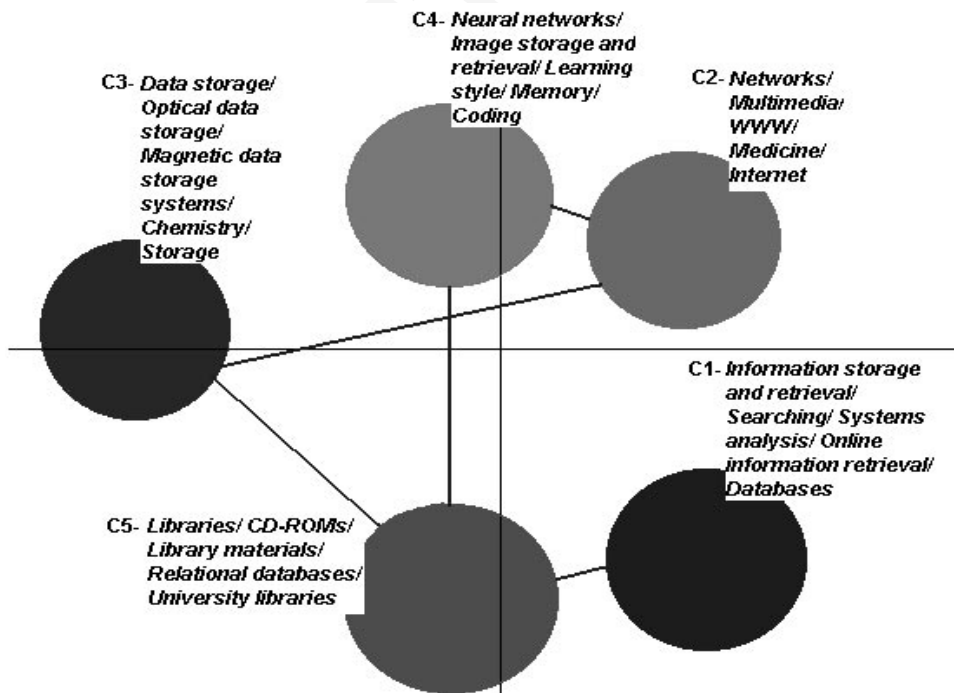 C4- Neural networks/
Image storage and
retrieval/ Learning
style/ Memory/
Coding
C3- Data storage/
Optical data
storage/
Magnetic data
storage
systems/
Chemistry/
Storage
C2- Networks/
Multimedia/
WWW/
Medicine/
Internet
C1- Information storage
and retrieval/
Searching/ Systems
analysis/ Online
information retrieval/
Databases
C5- Libraries/ CD-ROMs/
Library materials/
Relational databases/
University libraries